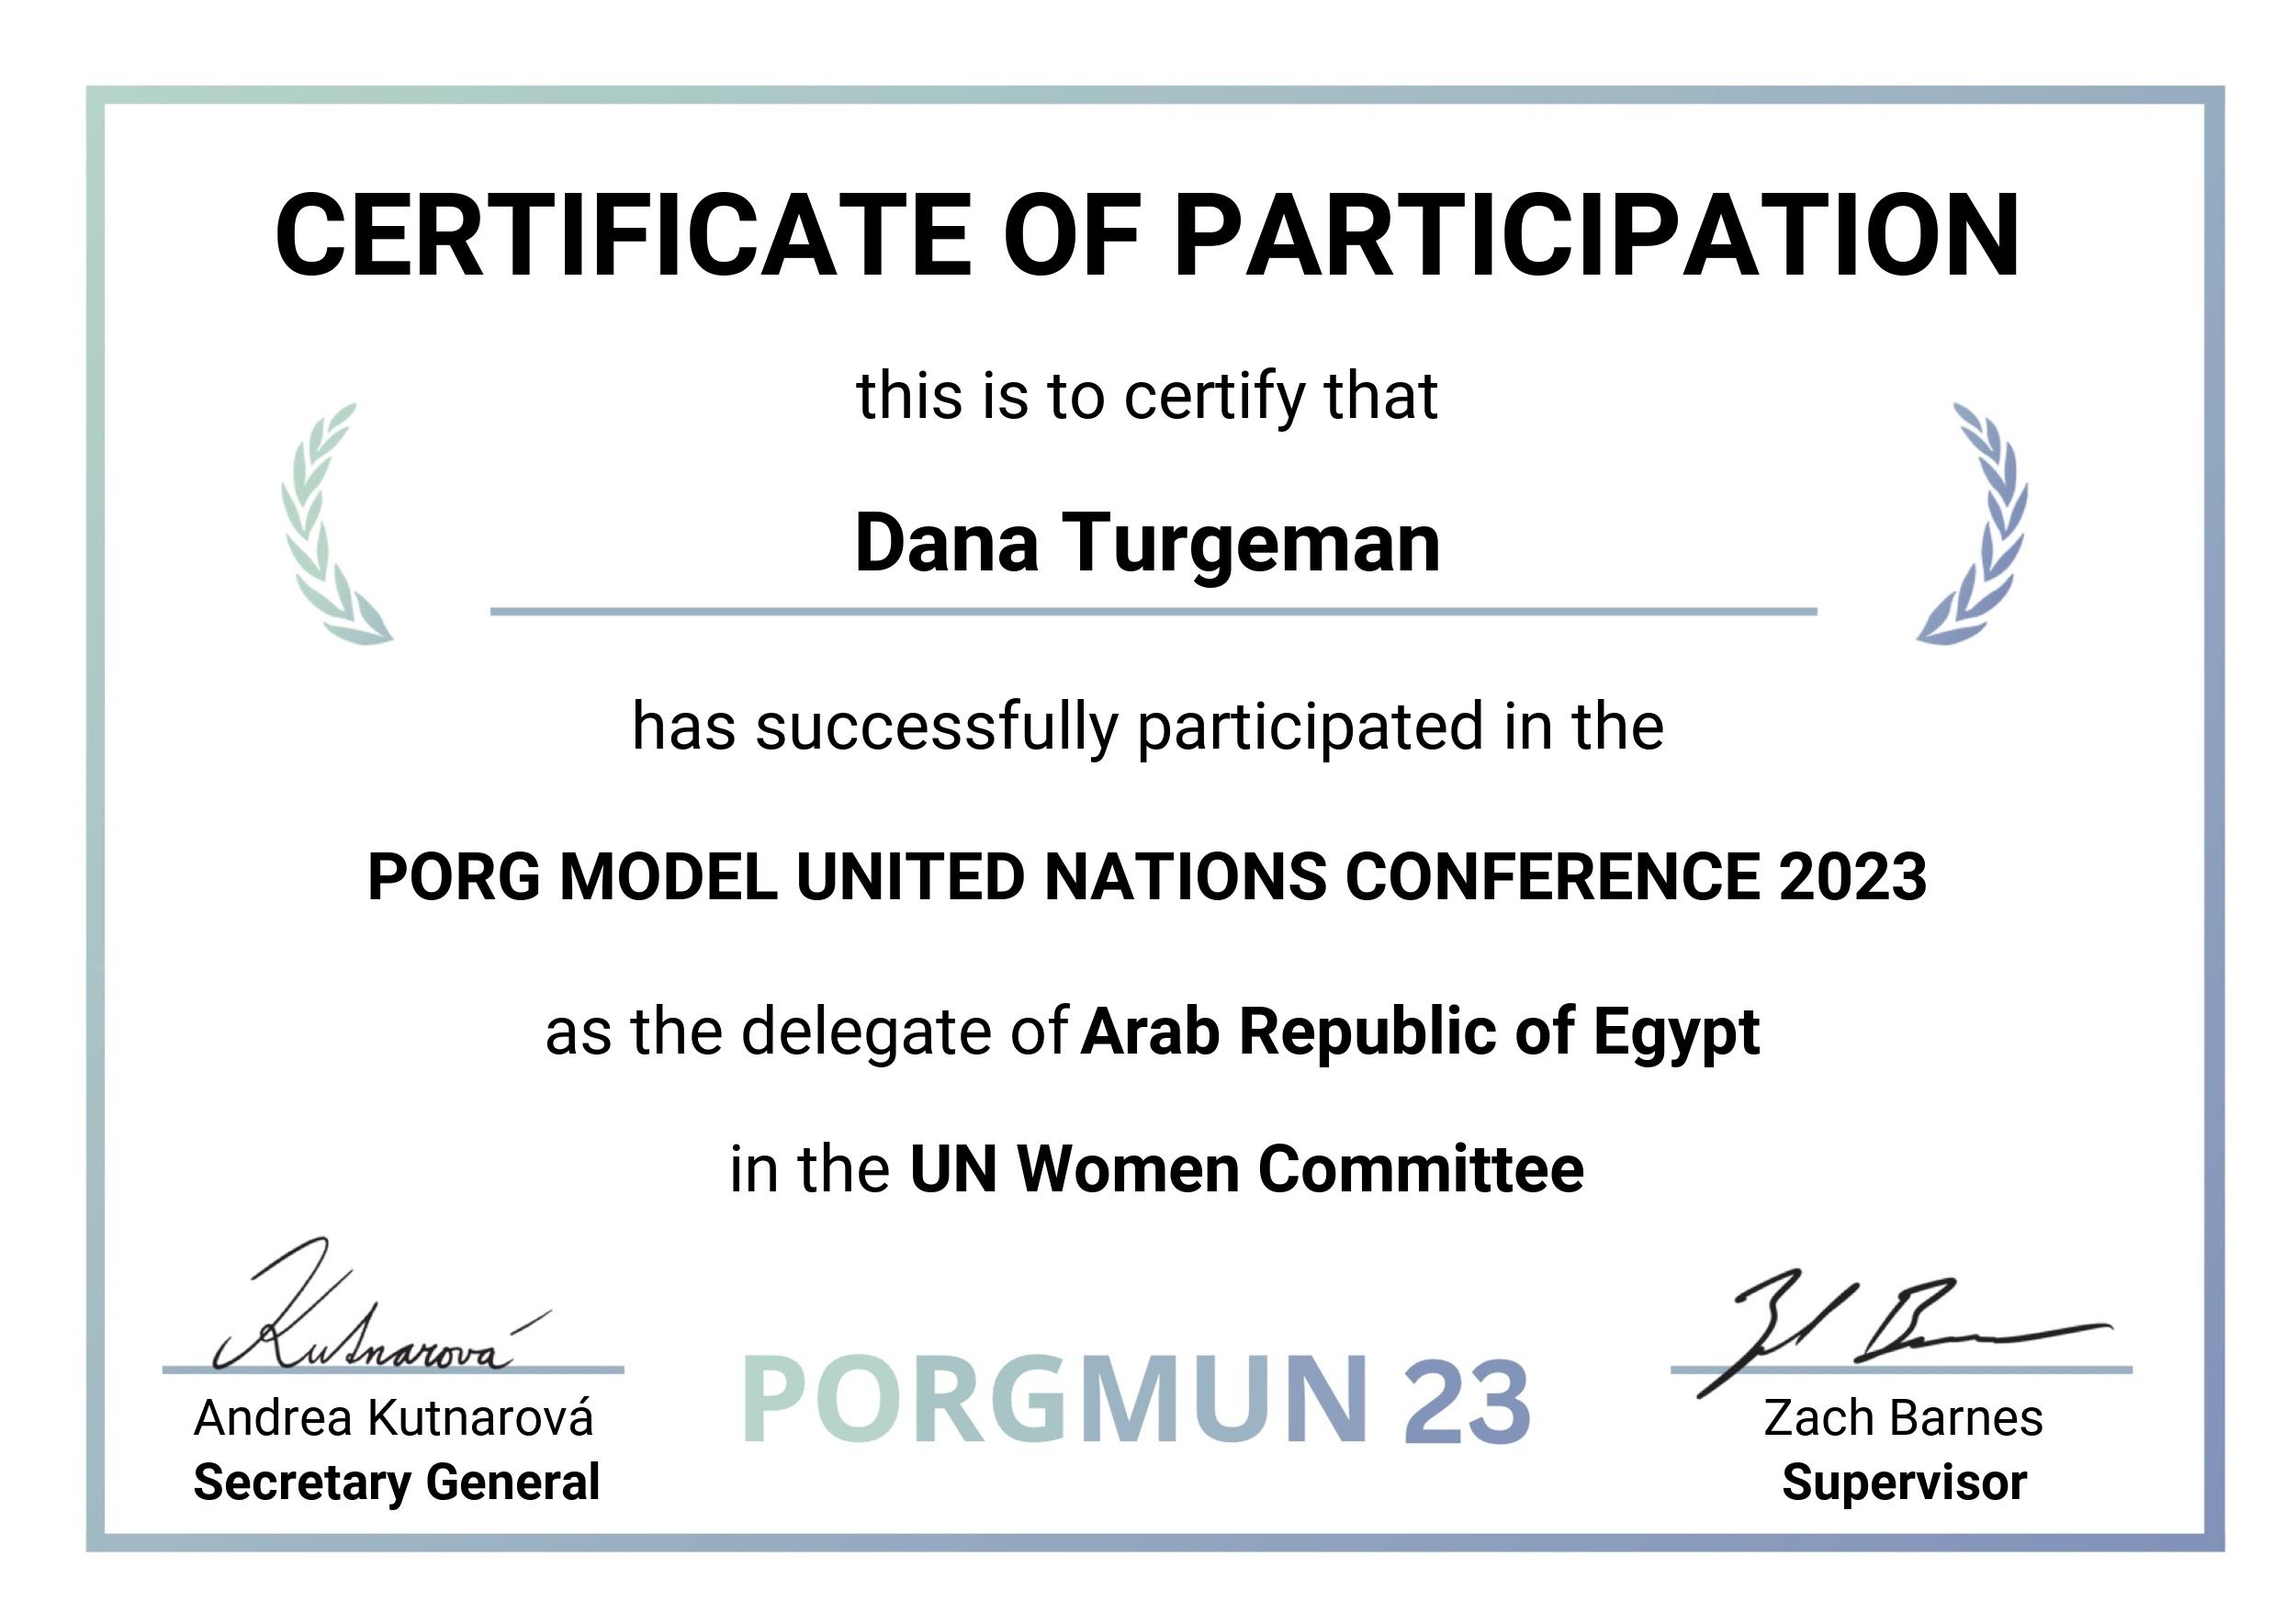 CERTIFICATE OF PARTICIPATION
this is to certify that
Dana Turgeman
has successfully participated in the
PORG MODEL UNITED NATIONS CONFERENCE 2023
as the delegate of Arab Republic of Egypt
in the UN Women Committee
Kutnarová
Andrea Kutnarová
Secretary General
PORGMUN 23
Zach Barnes
Supervisor